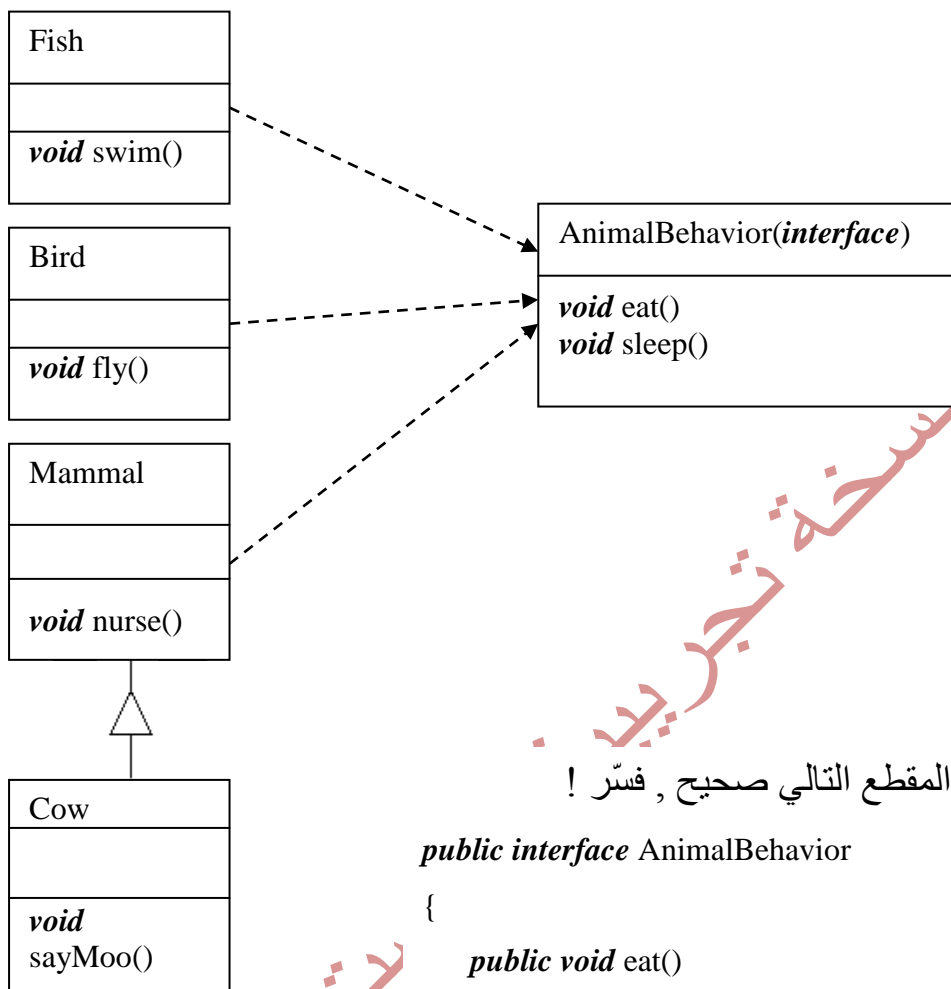 Fish
void swim()
Bird
void fly()
Mammal
void nurse()
Cow
void
sayMoo()
AnimalBehavior(interface)
void eat()
void sleep()
المقطع التالي صحيح , فسّر !
public interface AnimalBehavior
{
public void eat()